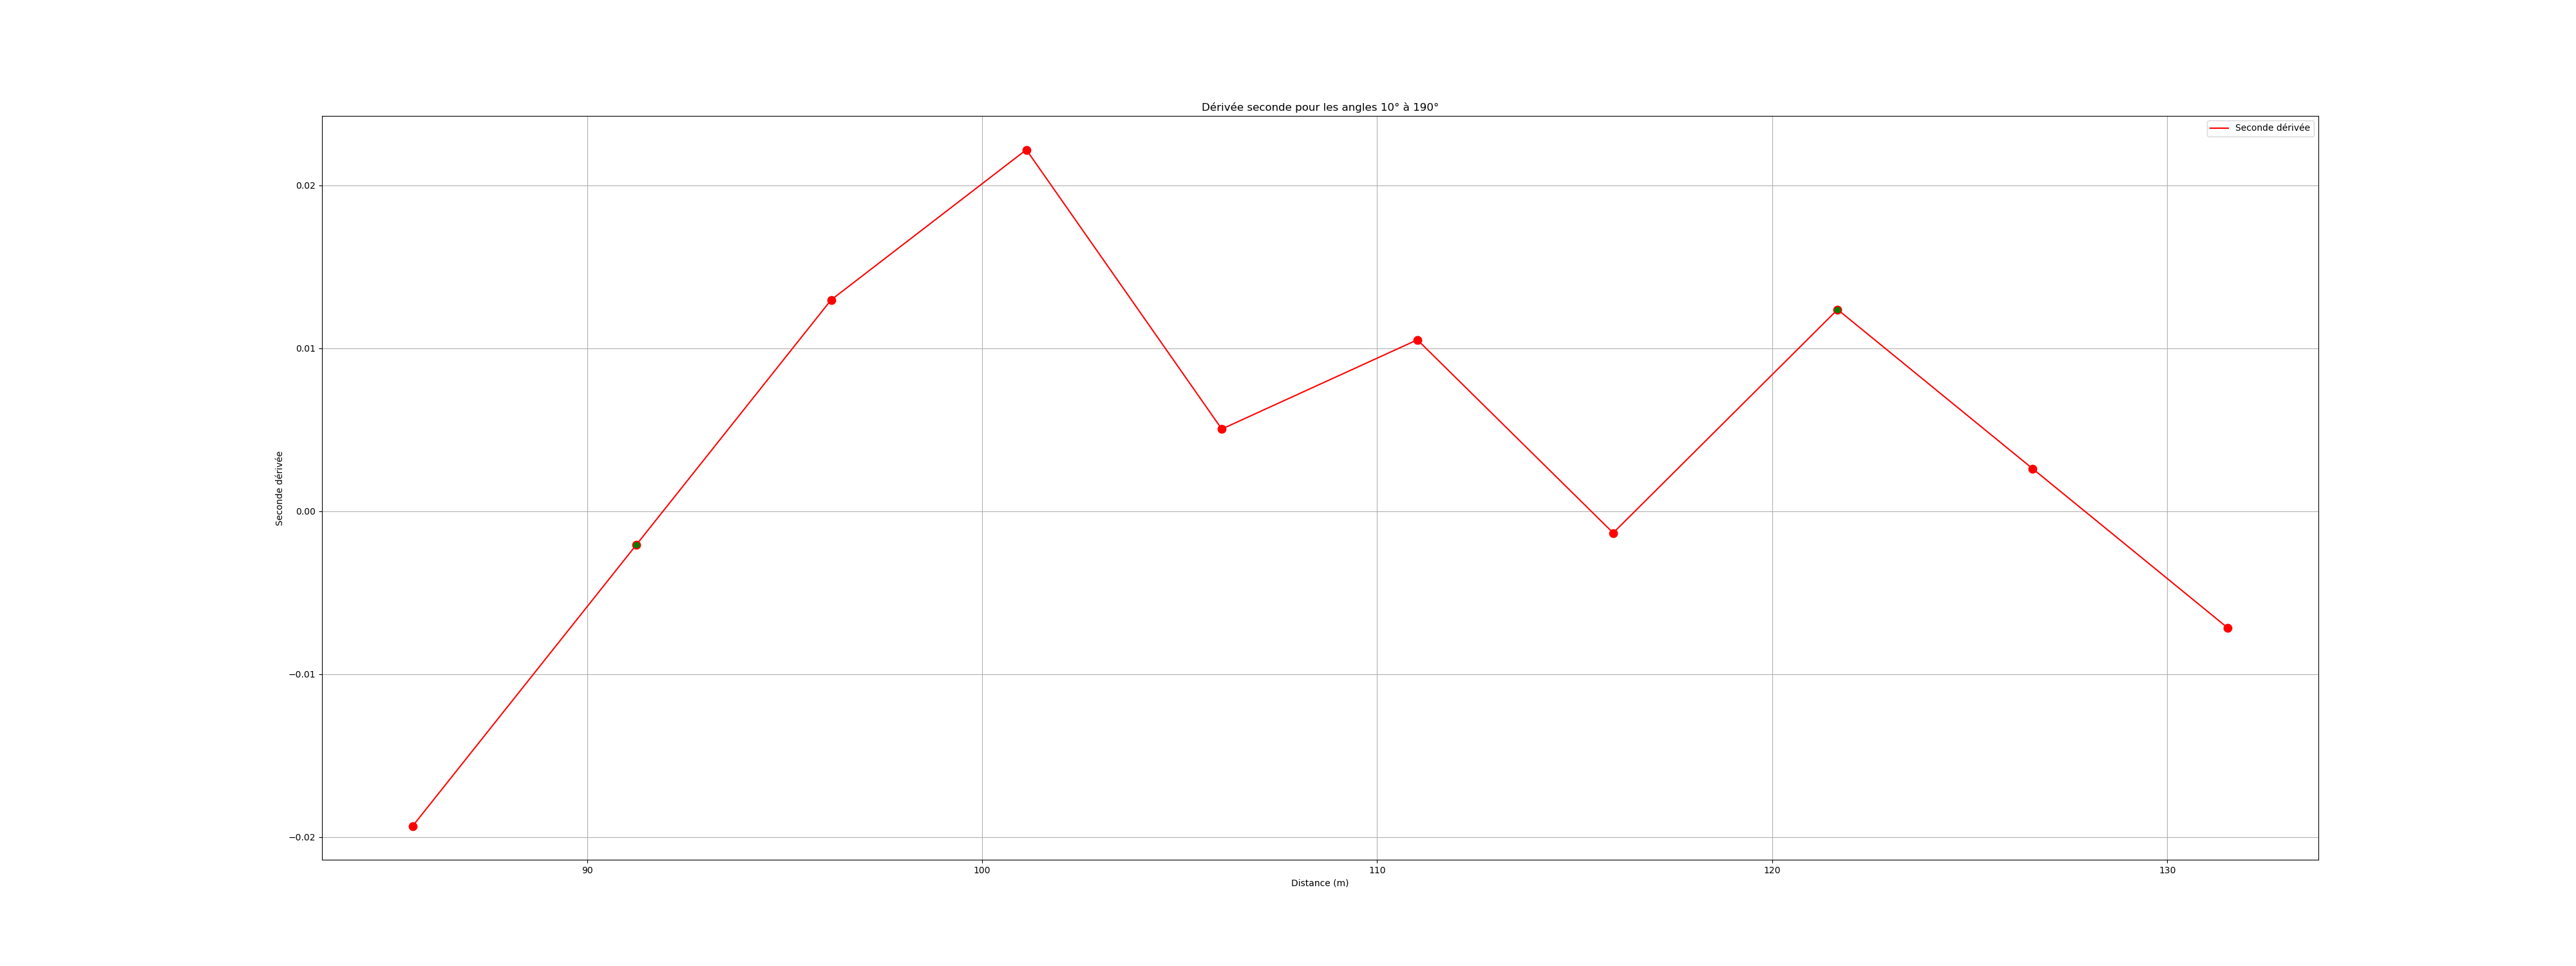 Dérivée seconde pour les angles 10° à 190°
Seconde dérivée
Seconde dérivée
0.02
0.01
0.00
−0.01
−0.02
90
100
110
120
130
Distance (m)